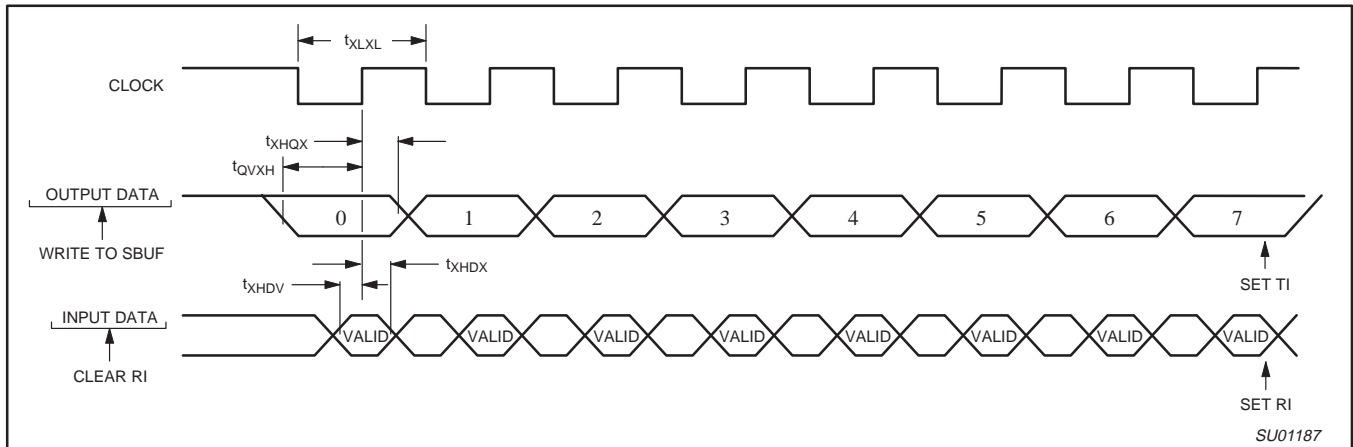 tXLXL
CLOCK
tXHQX
tQVXH
OUTPUT DATA
0 1 2 3 4 5 6 7
WRITE TO SBUF
tXHDX
SET TI
tXHDV
INPUT DATA
VALID VALID VALID VALID VALID VALID VALID VALID
CLEAR RI
SET RI
SU01187